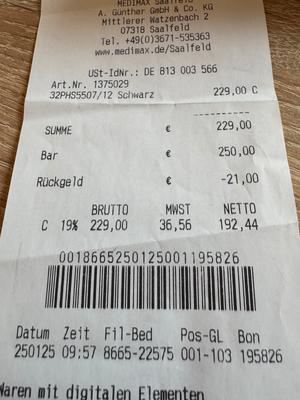 MEDIMAX Saalfeld
A. Günther GmbH & Co. KG
Mittlerer Watzenbach 2
07318 Saalfeld
Tel. +49(0)3671-535363
www.medimax.de/Saalfeld
USt-IdNr.: DE 813 003 566
Art.Nr. 1375029
32PHS5507/12 Schwarz 229,00 C
----------
SUMME € 229,00
Bar € 250,00
Rückgeld € -21,00
BRUTTO MWST NETTO
C 19% 229,00 36,56 192,44
0018665250125001195826
Datum Zeit Fil-Bed Pos-GL Bon
250125 09:57 8665-22575 001-103 195826
Waren mit digitalen Elementen